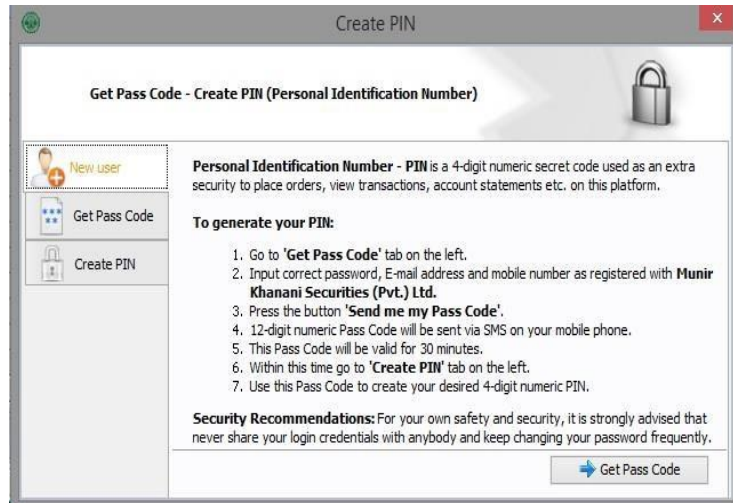 Create PIN
x
Get Pass Code - Create PIN (Personal Identification Number)
New user
Get Pass Code
Create PIN
Personal Identification Number - PIN is a 4-digit numeric secret code used as an extra
security to place orders, view transactions, account statements etc. on this platform.
To generate your PIN:
1. Go to 'Get Pass Code' tab on the left.
2. Input correct password, E-mail address and mobile number as registered with Munir
Khanani Securities (Pvt.) Ltd.
3. Press the button 'Send me my Pass Code'.
4. 12-digit numeric Pass Code will be sent via SMS on your mobile phone.
5. This Pass Code will be valid for 30 minutes.
6. Within this time go to 'Create PIN' tab on the left.
7. Use this Pass Code to create your desired 4-digit numeric PIN.
Security Recommendations: For your own safety and security, it is strongly advised that
never share your login credentials with anybody and keep changing your password frequently.
Get Pass Code